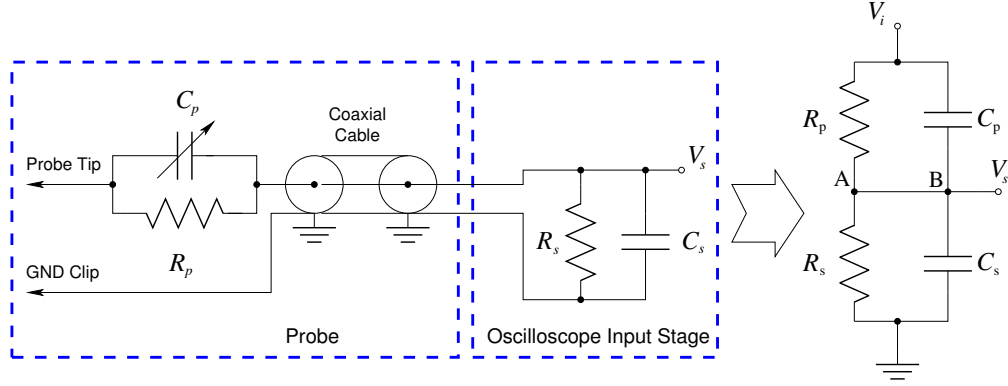 C_p
Coaxial
Cable
Probe Tip
R_p
GND Clip
Probe
V_s
R_s
C_s
Oscilloscope Input Stage
V_i
R_p
C_p
A
B
V_s
R_s
C_s